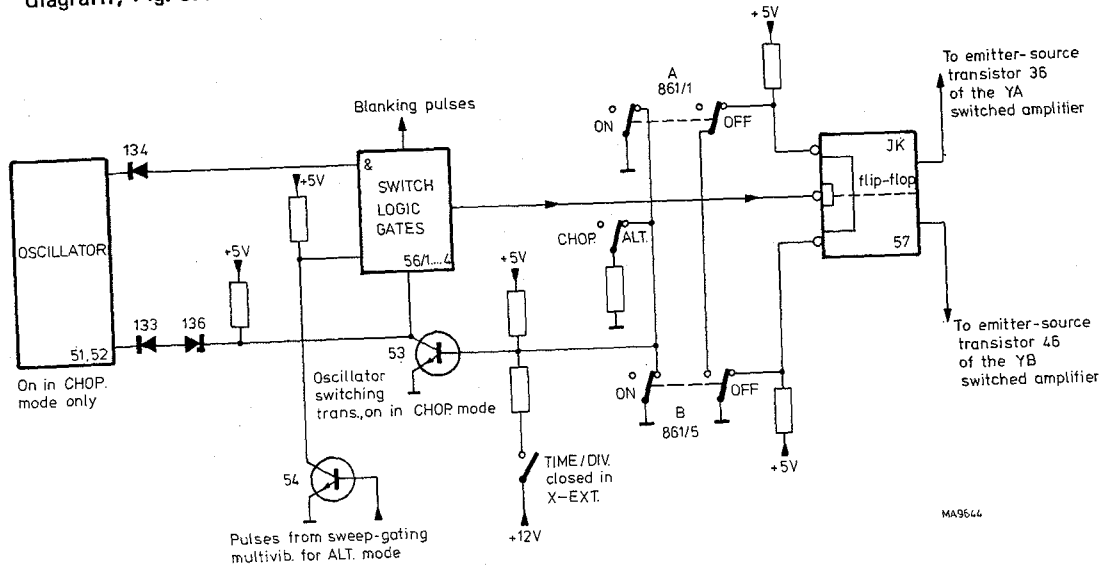 diagram, Fig. 3.
+5V
To emitter-source
transistor 36
of the YA
switched amplifier
A
861/1
ON
OFF
Blanking pulses
134
&
SWITCH
LOGIC
GATES
56/1....4
+5V
JK
flip-flop
57
OSCILLATOR
51,52
On in CHOP.
mode only
+5V
133
136
CHOP.
ALT.
+5V
53
Oscillator
switching
trans.,on in CHOP. mode
ON
OFF
B
861/5
+5V
To emitter-source
transistor 46
of the YB
switched amplifier
54
TIME/DIV.
closed in
X-EXT.
+12V
Pulses from sweep-gating
multivib. for ALT. mode
MA9644